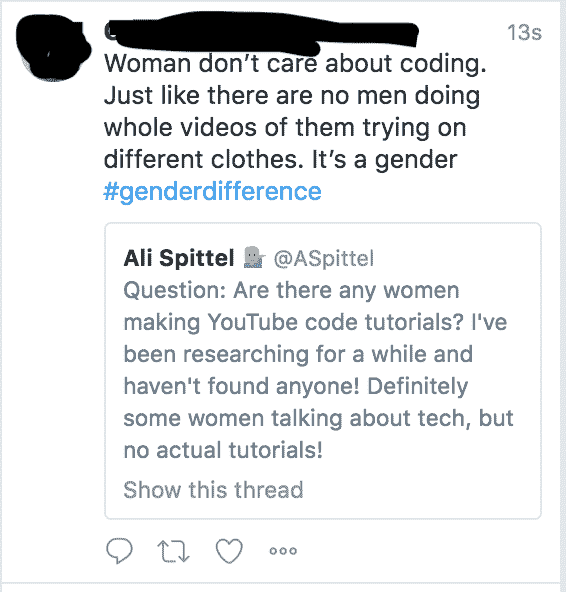 13s
Woman don't care about coding.
Just like there are no men doing
whole videos of them trying on
different clothes. It's a gender
#genderdifference
Ali Spittel @ASpittel
Question: Are there any women
making YouTube code tutorials? I've
been researching for a while and
haven't found anyone! Definitely
some women talking about tech, but
no actual tutorials!
Show this thread